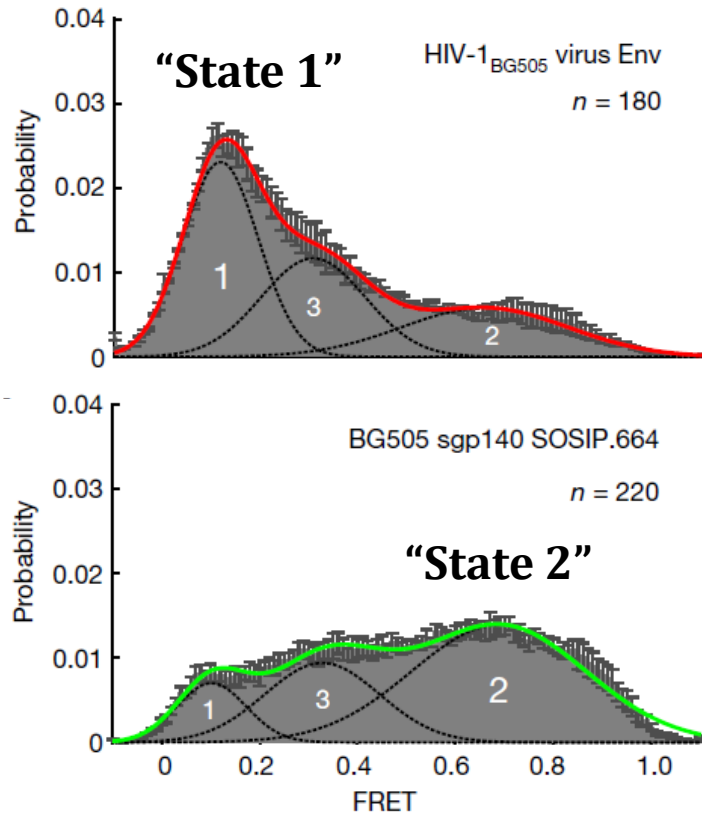 0.04
“State 1”
HIV-1BG505 virus Env
n = 180
0.03
Probability
0.02
0.01
0
1
3
2
0.04
BG505 sgp140 SOSIP.664
n = 220
0.03
“State 2”
Probability
0.02
0.01
0
1
3
2
0 0.2 0.4 0.6 0.8 1.0
FRET